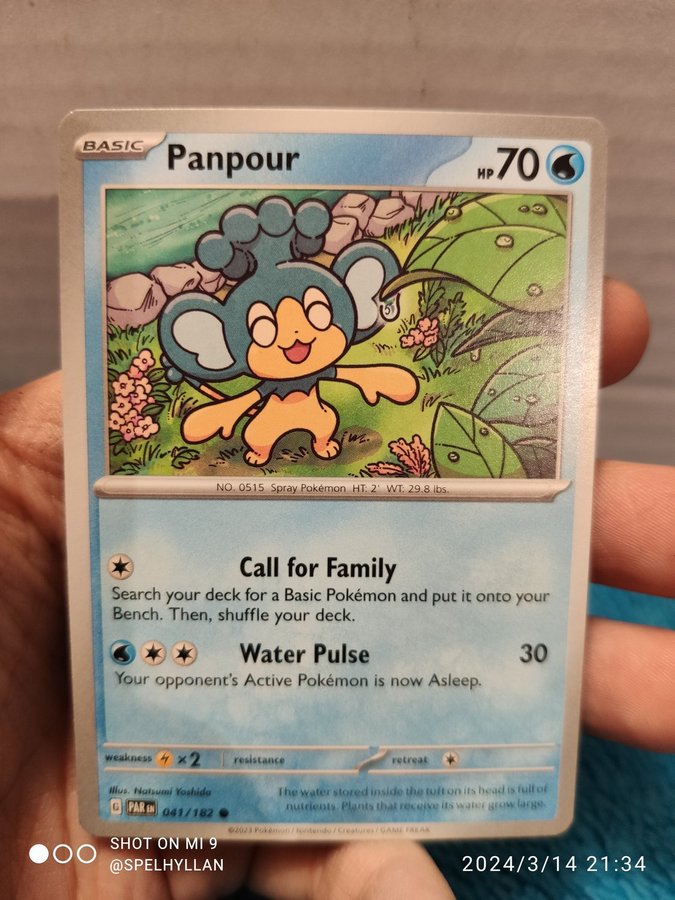 BASIC Panpour HP 70
NO. 0515 Spray Pokémon HT: 2' WT: 29.8 lbs.
Call for Family
Search your deck for a Basic Pokémon and put it onto your
Bench. Then, shuffle your deck.
Water Pulse 30
Your opponent's Active Pokémon is now Asleep.
weakness ×2 resistance retreat
Illus. Natsumi Yoshida
The water stored inside the tuft on its head is full of
nutrients. Plants that receive its water grow large.
G PAR EN 041/182
©2023 Pokémon / Nintendo / Creatures / GAME FREAK
SHOT ON MI 9
@SPELHYLLAN
2024/3/14 21:34